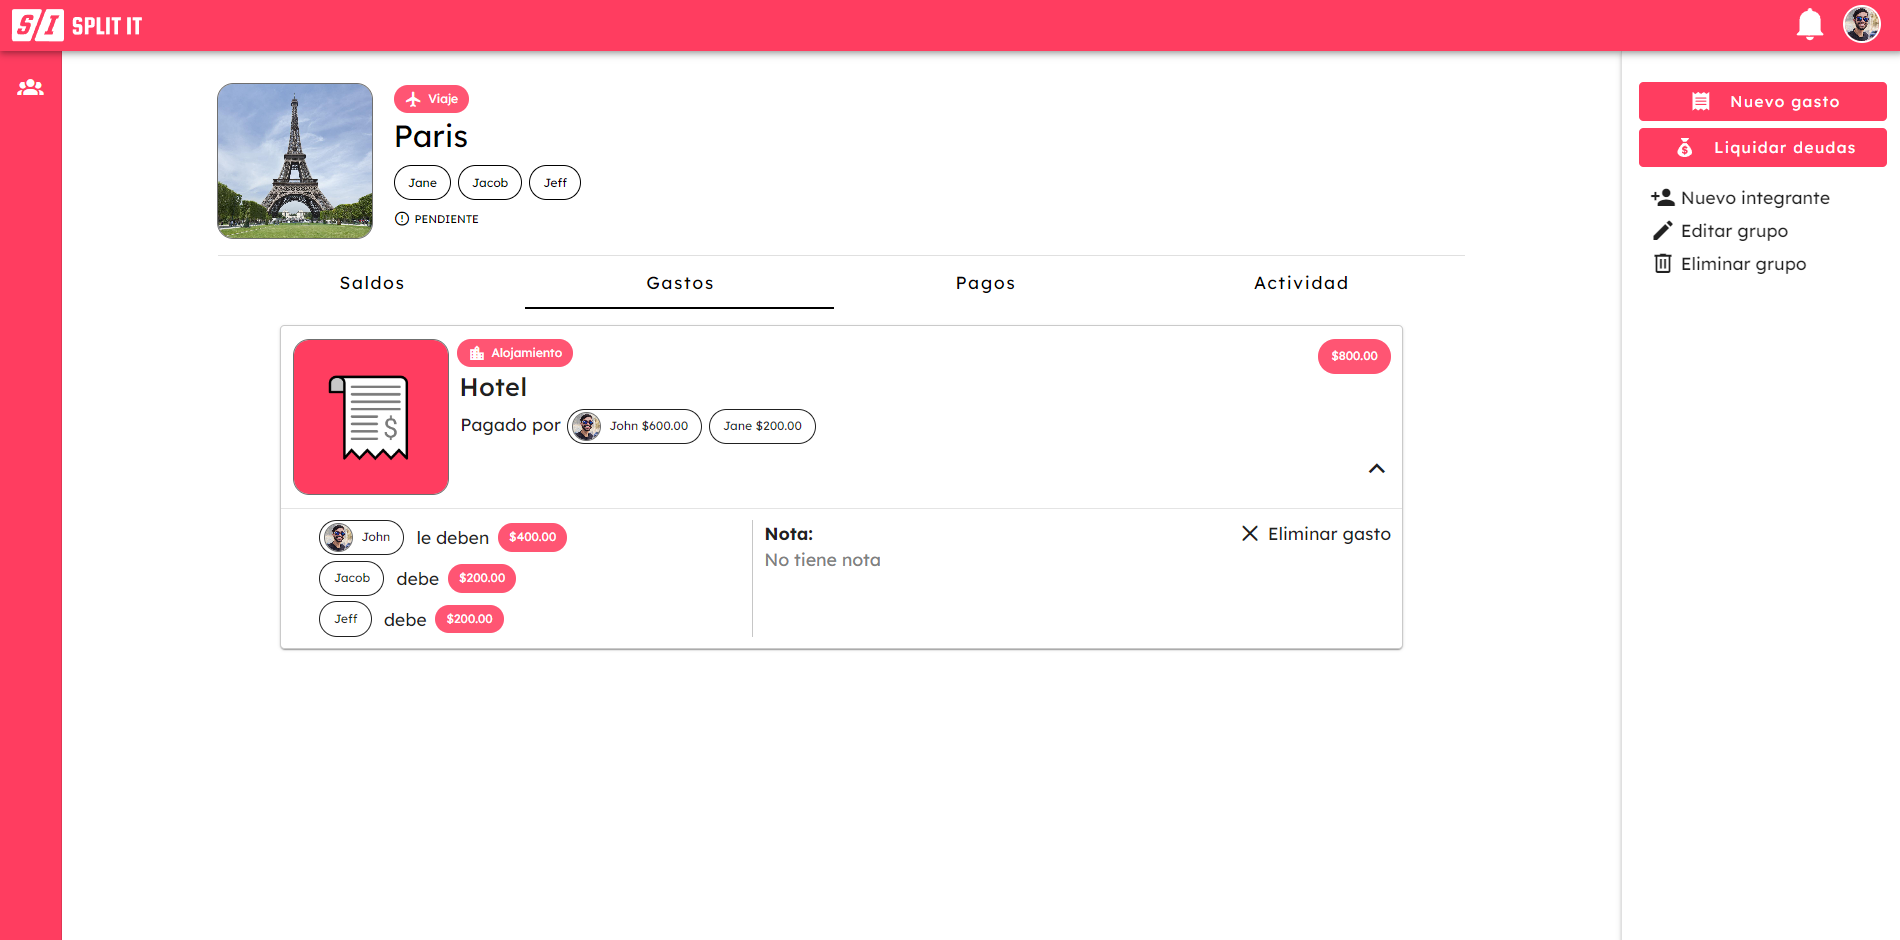 S/I SPLIT IT
Viaje
Paris
Jane Jacob Jeff
PENDIENTE
Nuevo gasto
Liquidar deudas
Nuevo integrante
Editar grupo
Eliminar grupo
Saldos Gastos Pagos Actividad
Alojamiento
$800.00
Hotel
Pagado por John $600.00 Jane $200.00
$
John le deben $400.00
Jacob debe $200.00
Jeff debe $200.00
Nota:
No tiene nota
Eliminar gasto